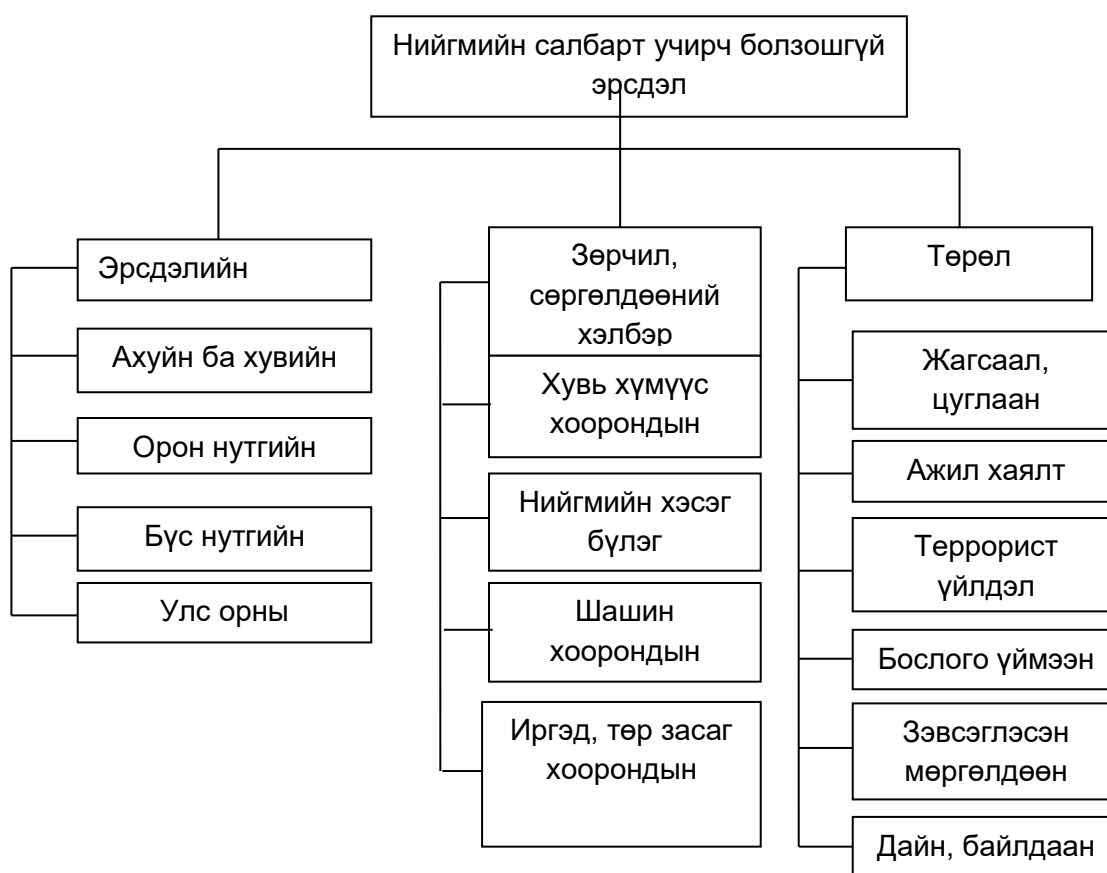 Нийгмийн салбарт учирч болзошгүй
эрсдэл
Эрсдэлийн
Ахуйн ба хувийн
Орон нутгийн
Бүс нутгийн
Улс орны
Зөрчил,
сөргөлдөөний
хэлбэр
Хувь хүмүүс
хоорондын
Нийгмийн хэсэг
бүлэг
Шашин
хоорондын
Иргэд, төр засаг
хоорондын
Төрөл
Жагсаал,
цуглаан
Ажил хаялт
Террорист
үйлдэл
Бослого үймээн
Зэвсэглэсэн
мөргөлдөөн
Дайн, байлдаан